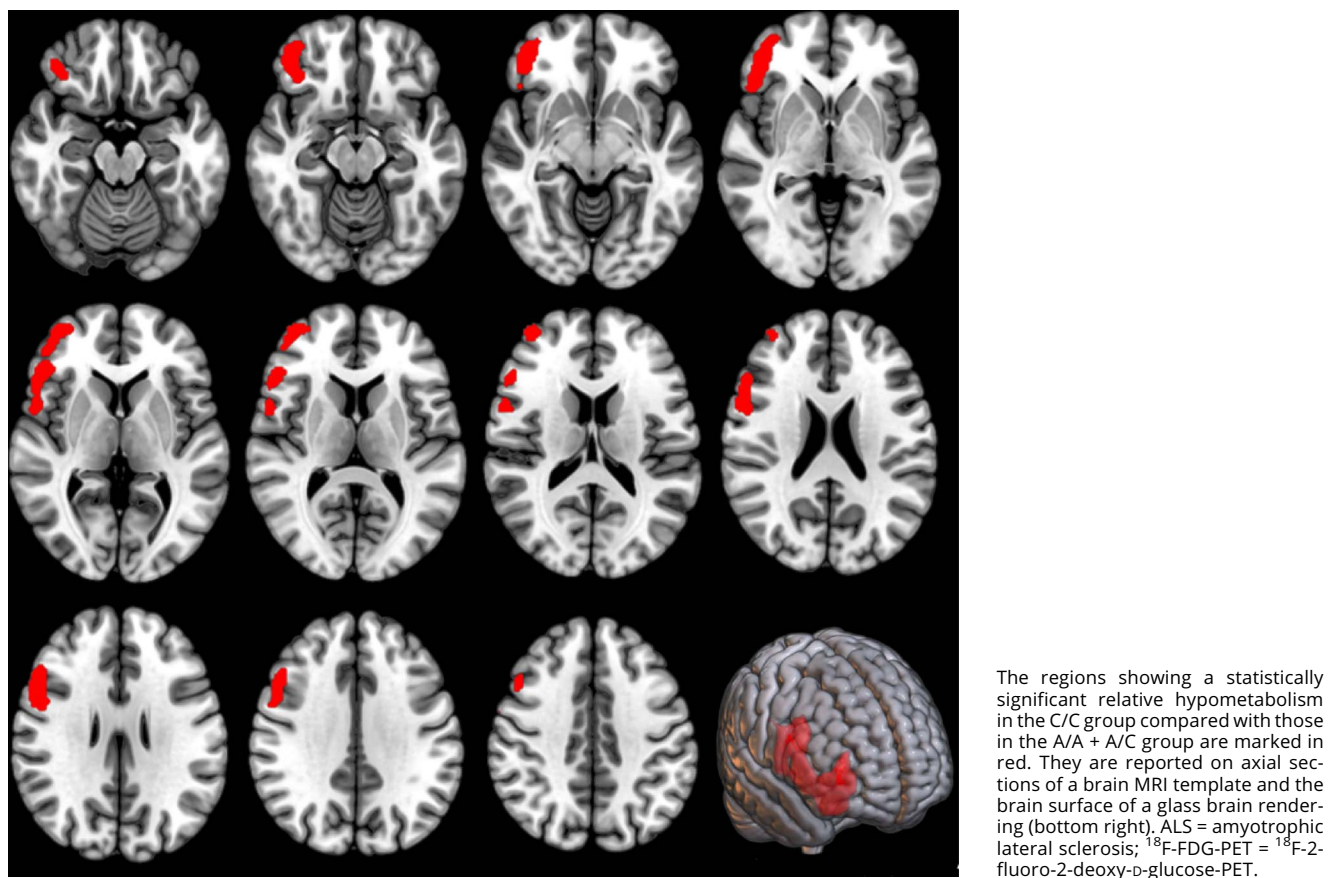 The regions showing a statistically
significant relative hypometabolism
in the C/C group compared with those
in the A/A + A/C group are marked in
red. They are reported on axial sec-
tions of a brain MRI template and the
brain surface of a glass brain render-
ing (bottom right). ALS = amyotrophic
lateral sclerosis; ¹⁸F-FDG-PET = ¹⁸F-2-
fluoro-2-deoxy-ᴅ-glucose-PET.